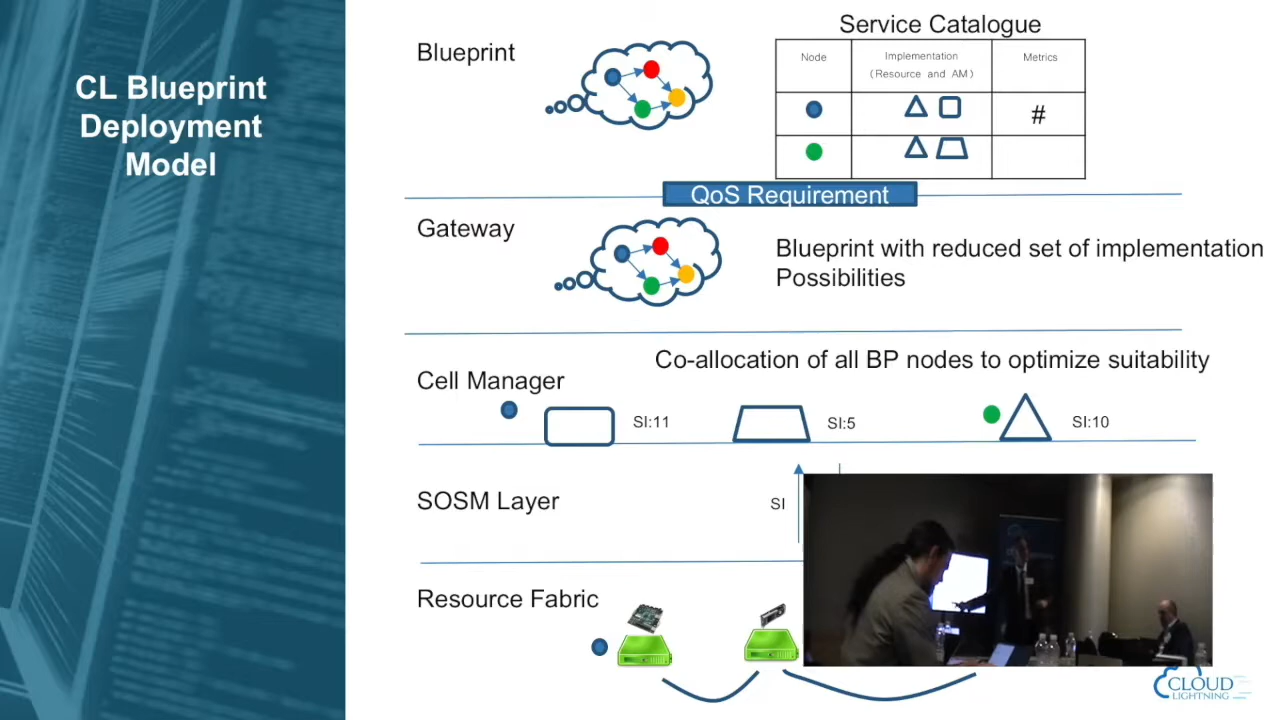 CL Blueprint
Deployment
Model
Blueprint
Service Catalogue
Node
Implementation
(Resource and AM)
Metrics
#
QoS Requirement
Gateway
Blueprint with reduced set of implementation
Possibilities
Co-allocation of all BP nodes to optimize suitability
Cell Manager
SI:11
SI:5
SI:10
SOSM Layer
SI
Resource Fabric
CLOUD
LIGHTNING